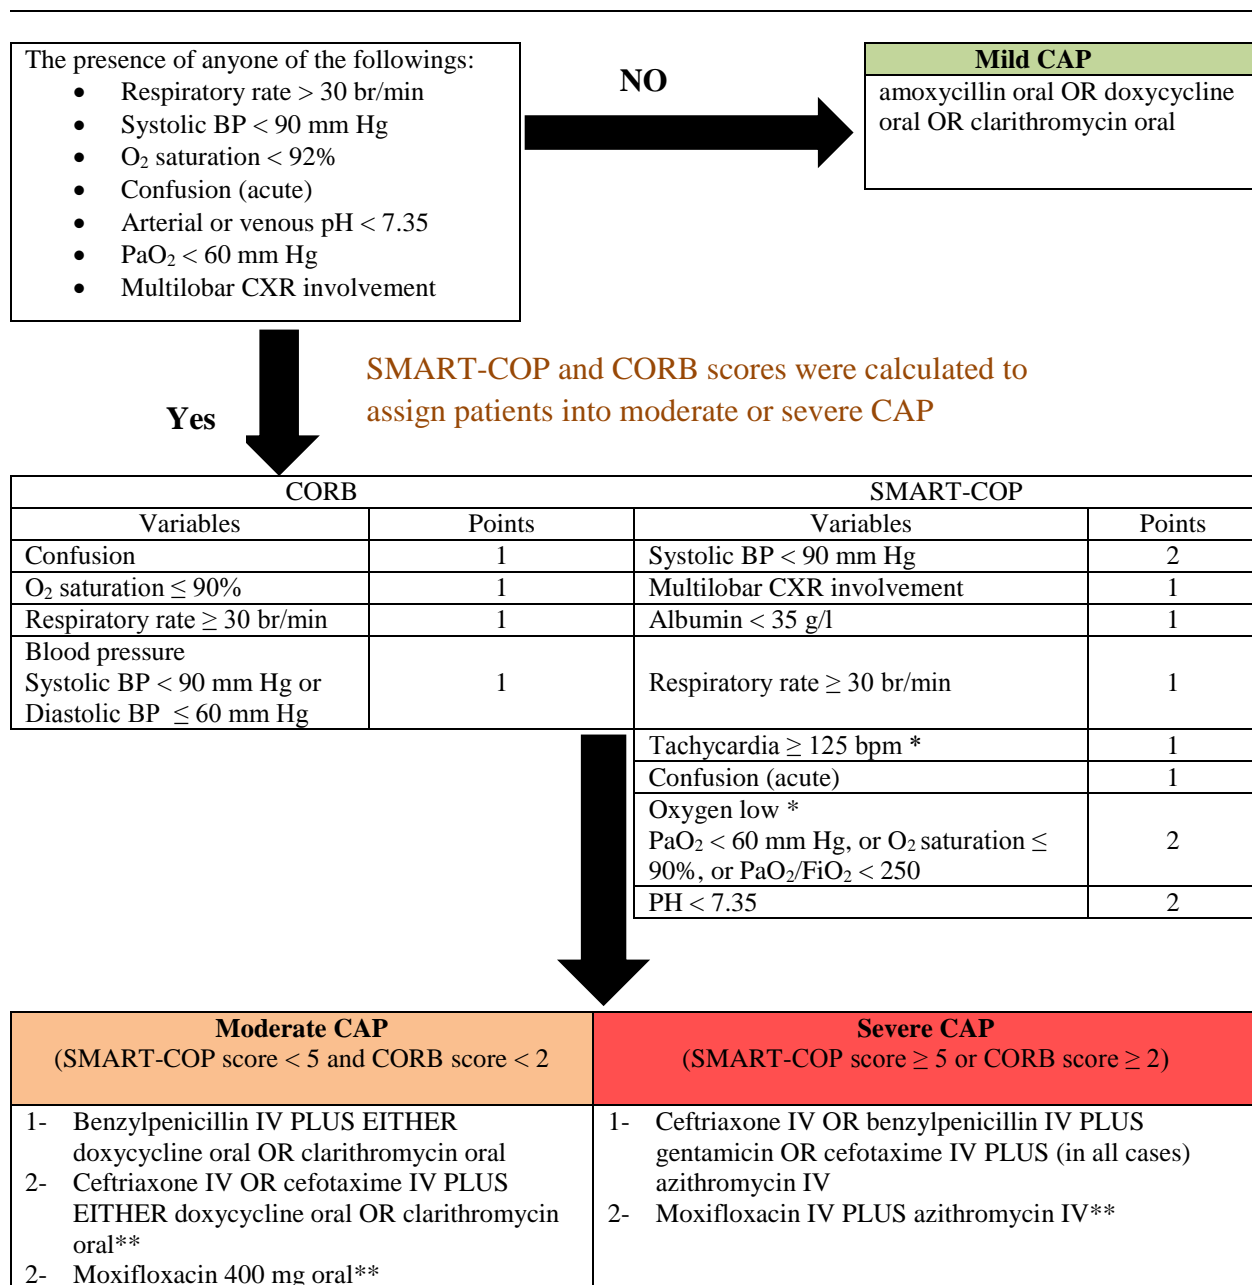 The presence of anyone of the followings:
• Respiratory rate > 30 br/min
• Systolic BP < 90 mm Hg
• O₂ saturation < 92%
• Confusion (acute)
• Arterial or venous pH < 7.35
• PaO₂ < 60 mm Hg
• Multilobar CXR involvement
NO
Mild CAP
amoxycillin oral OR doxycycline
oral OR clarithromycin oral
Yes
SMART-COP and CORB scores were calculated to
assign patients into moderate or severe CAP
CORB SMART-COP
Variables Points Variables Points
Confusion 1 Systolic BP < 90 mm Hg 2
O₂ saturation ≤ 90% 1 Multilobar CXR involvement 1
Respiratory rate ≥ 30 br/min 1 Albumin < 35 g/l 1
Blood pressure
Systolic BP < 90 mm Hg or
Diastolic BP ≤ 60 mm Hg
1 Respiratory rate ≥ 30 br/min 1
Tachycardia ≥ 125 bpm * 1
Confusion (acute) 1
Oxygen low *
PaO₂ < 60 mm Hg, or O₂ saturation ≤
90%, or PaO₂/FiO₂ < 250
2
PH < 7.35 2
Moderate CAP
(SMART-COP score < 5 and CORB score < 2
1- Benzylpenicillin IV PLUS EITHER
doxycycline oral OR clarithromycin oral
2- Ceftriaxone IV OR cefotaxime IV PLUS
EITHER doxycycline oral OR clarithromycin
oral**
2- Moxifloxacin 400 mg oral**
Severe CAP
(SMART-COP score ≥ 5 or CORB score ≥ 2)
1- Ceftriaxone IV OR benzylpenicillin IV PLUS
gentamicin OR cefotaxime IV PLUS (in all cases)
azithromycin IV
2- Moxifloxacin IV PLUS azithromycin IV**